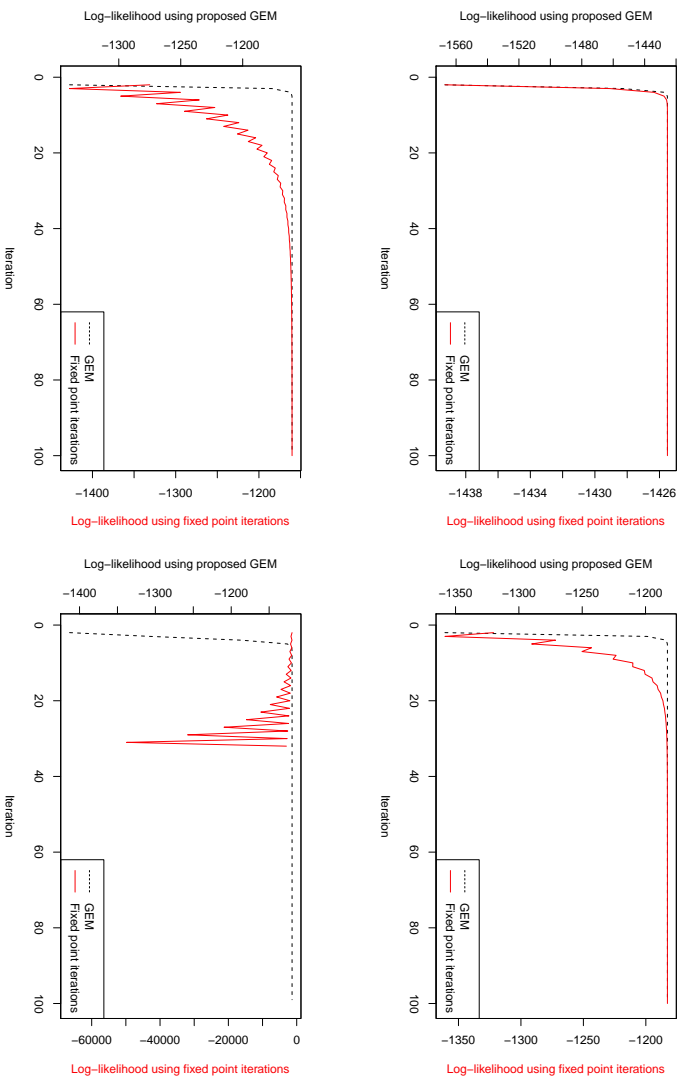 Log−likelihood using proposed GEM
−1300 −1250 −1200
0 20 40 60 80 100
Iteration
GEM
Fixed point iterations
−1400 −1300 −1200
Log−likelihood using fixed point iterations
Log−likelihood using proposed GEM
−1560 −1520 −1480 −1440
0 20 40 60 80 100
Iteration
GEM
Fixed point iterations
−1438 −1434 −1430 −1426
Log−likelihood using fixed point iterations
Log−likelihood using proposed GEM
−1400 −1300 −1200
0 20 40 60 80 100
Iteration
GEM
Fixed point iterations
−60000 −40000 −20000 0
Log−likelihood using fixed point iterations
Log−likelihood using proposed GEM
−1350 −1300 −1250 −1200
0 20 40 60 80 100
Iteration
GEM
Fixed point iterations
−1350 −1300 −1250 −1200
Log−likelihood using fixed point iterations